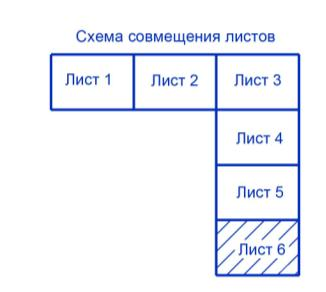 Схема совмещения листов
Лист 1 Лист 2 Лист 3
Лист 4
Лист 5
Лист 6